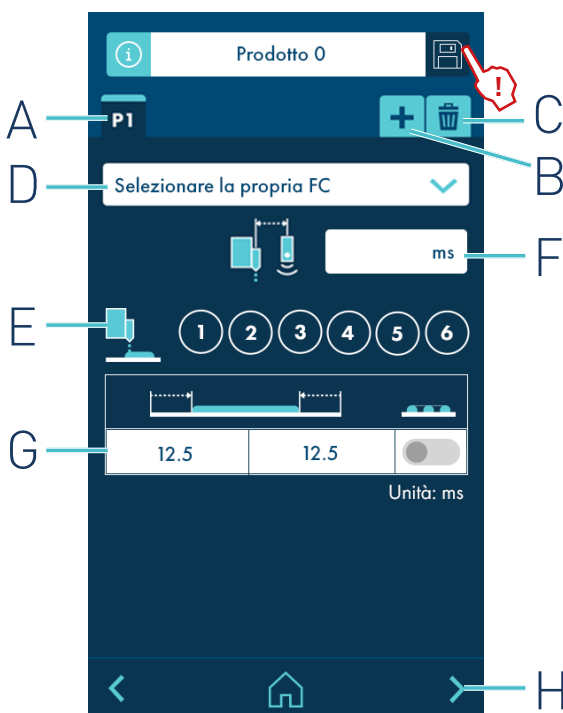 Prodotto 0
!
A
P1
C
B
D
Selezionare la propria FC
ms
F
E
1 2 3 4 5 6
G
12.5 12.5
Unità: ms
H